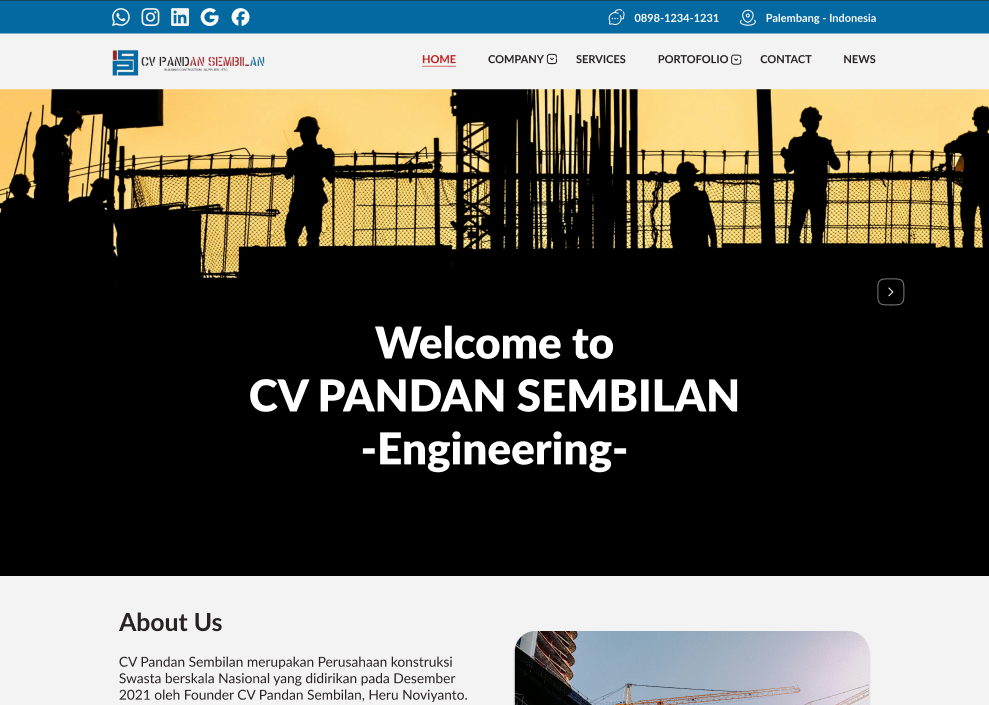 0898-1234-1231
Palembang - Indonesia
CV PANDAN SEMBILAN
HOME
COMPANY
SERVICES
PORTOFOLIO
CONTACT
NEWS
Welcome to
CV PANDAN SEMBILAN
-Engineering-
About Us
CV Pandan Sembilan merupakan Perusahaan konstruksi
Swasta berskala Nasional yang didirikan pada Desember
2021 oleh Founder CV Pandan Sembilan, Heru Noviyanto.